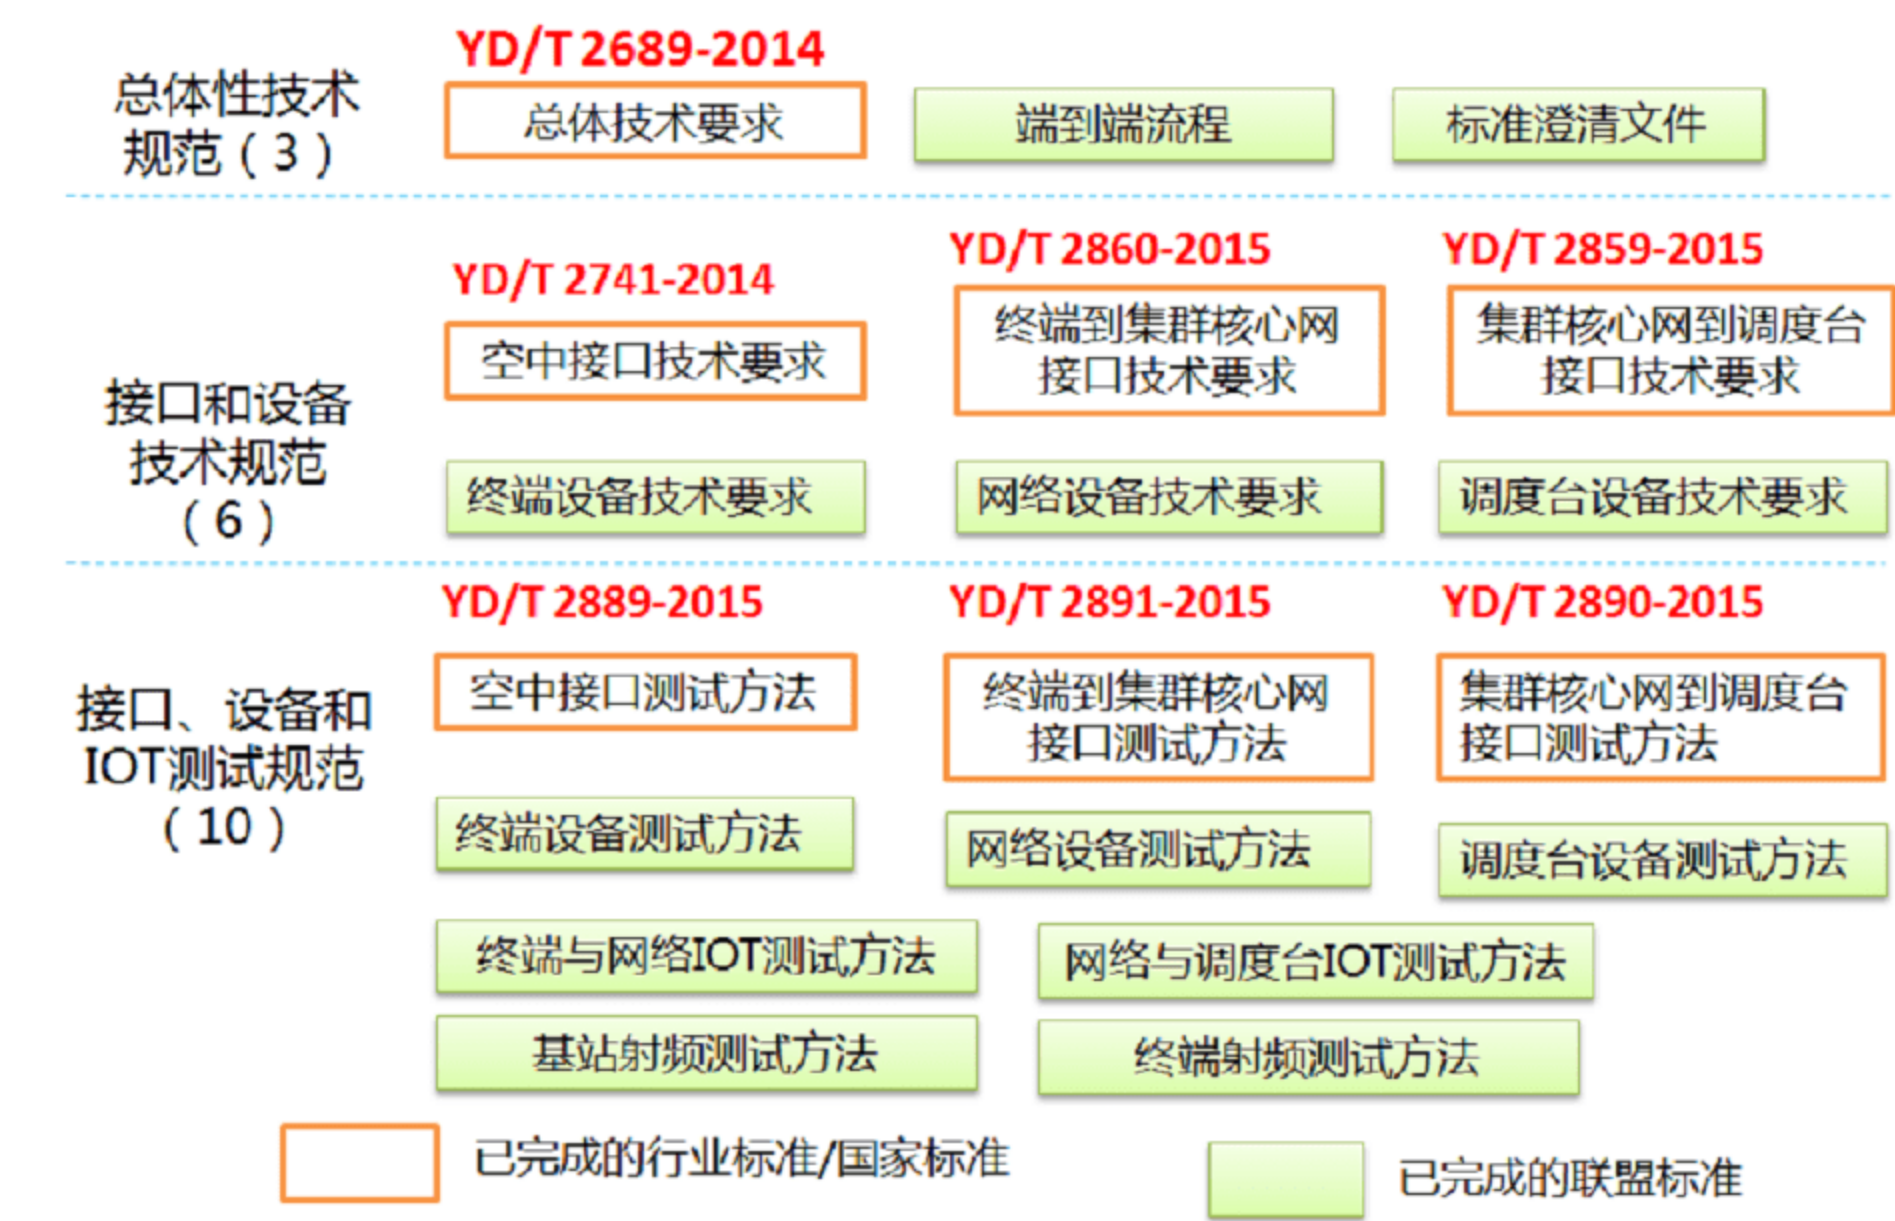 YD/T 2689-2014
总体性技术
规范（3）
总体技术要求
端到端流程
标准澄清文件
YD/T 2741-2014
YD/T 2860-2015
YD/T 2859-2015
接口和设备
技术规范
（6）
空中接口技术要求
终端到集群核心网
接口技术要求
集群核心网到调度台
接口技术要求
终端设备技术要求
网络设备技术要求
调度台设备技术要求
YD/T 2889-2015
YD/T 2891-2015
YD/T 2890-2015
接口、设备和
IOT测试规范
（10）
空中接口测试方法
终端到集群核心网
接口测试方法
集群核心网到调度台
接口测试方法
终端设备测试方法
网络设备测试方法
调度台设备测试方法
终端与网络IOT测试方法
网络与调度台IOT测试方法
基站射频测试方法
终端射频测试方法
已完成的行业标准/国家标准
已完成的联盟标准